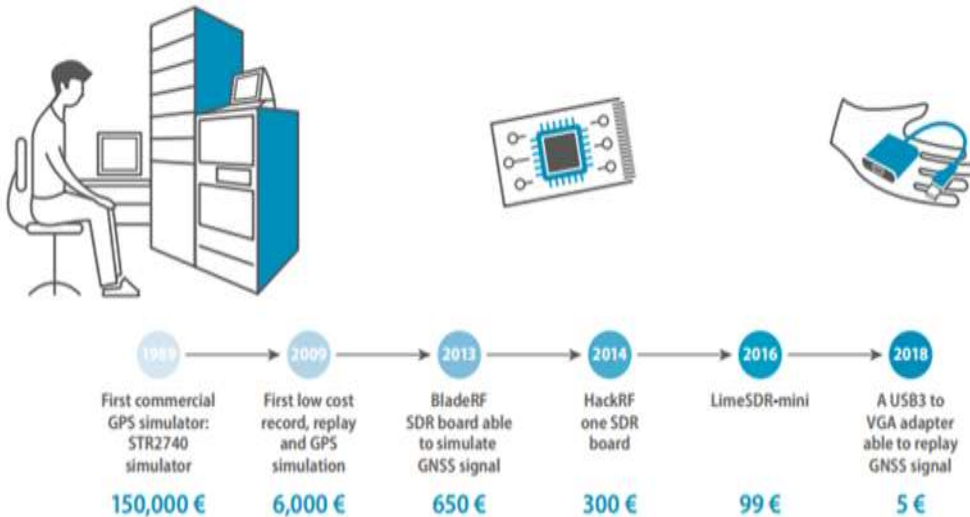 1989
First commercial
GPS simulator:
STR2740
simulator
150,000 €
2009
First low cost
record, replay
and GPS
simulation
6,000 €
2013
BladeRF
SDR board able
to simulate
GNSS signal
650 €
2014
HackRF
one SDR
board
300 €
2016
LimeSDR-mini
99 €
2018
A USB3 to
VGA adapter
able to replay
GNSS signal
5 €